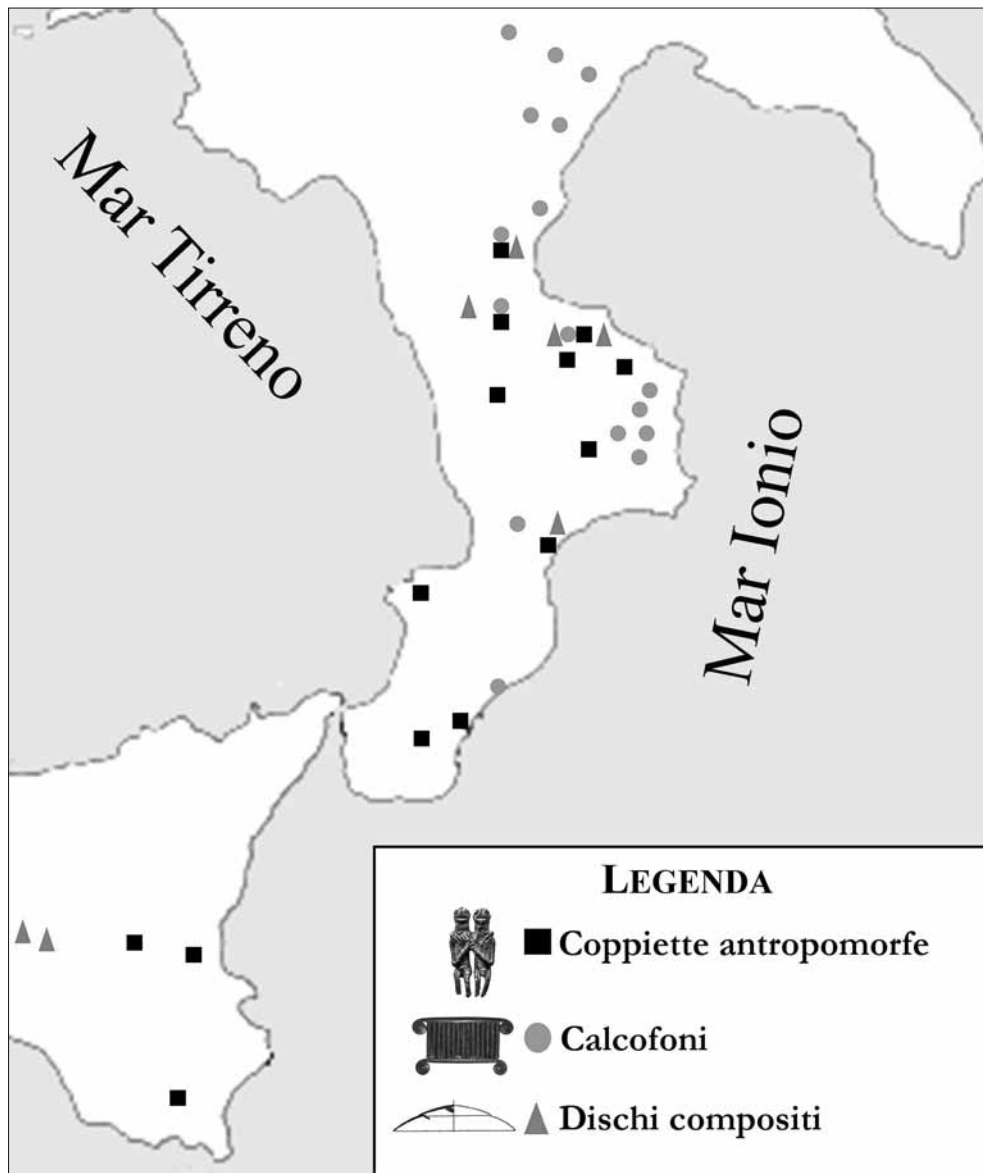 Mar Tirreno
Mar Ionio
LEGENDA
Coppiette antropomorfe
Calcofoni
Dischi compositi